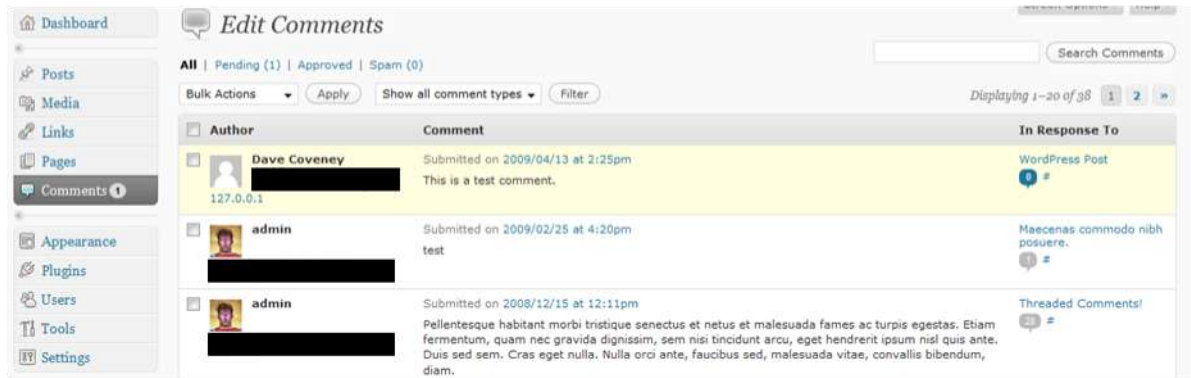 Dashboard
Posts
Media
Links
Pages
Comments 1
Appearance
Plugins
Users
Tools
Settings
Edit Comments
Screen Options Help
Search Comments
All | Pending (1) | Approved | Spam (0)
Bulk Actions Apply Show all comment types Filter
Displaying 1–20 of 38 1 2 »
Author Comment In Response To
Dave Coveney
127.0.0.1
Submitted on 2009/04/13 at 2:25pm
This is a test comment.
WordPress Post
0 #
admin
Submitted on 2009/02/25 at 4:20pm
test
Maecenas commodo nibh
posuere.
1 #
admin
Submitted on 2008/12/15 at 12:11pm
Pellentesque habitant morbi tristique senectus et netus et malesuada fames ac turpis egestas. Etiam
fermentum, quam nec gravida dignissim, sem nisi tincidunt arcu, eget hendrerit ipsum nisl quis ante.
Duis sed sem. Cras eget nulla. Nulla orci ante, faucibus sed, malesuada vitae, convallis bibendum,
diam.
Threaded Comments!
#